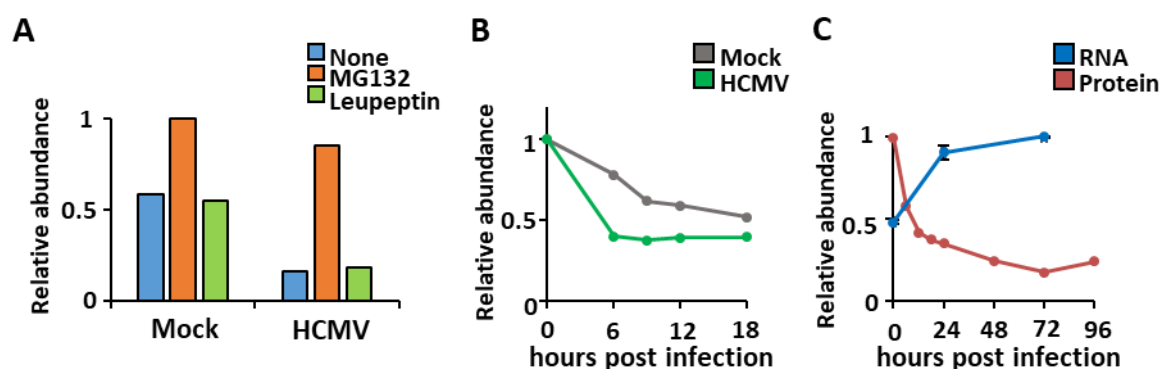 A
None
MG132
Leupeptin
Relative abundance
1
0.5
0
Mock
HCMV
B
Mock
HCMV
Relative abundance
1
0.5
0
0 6 12 18
hours post infection
C
RNA
Protein
Relative abundance
1
0.5
0
0 24 48 72 96
hours post infection